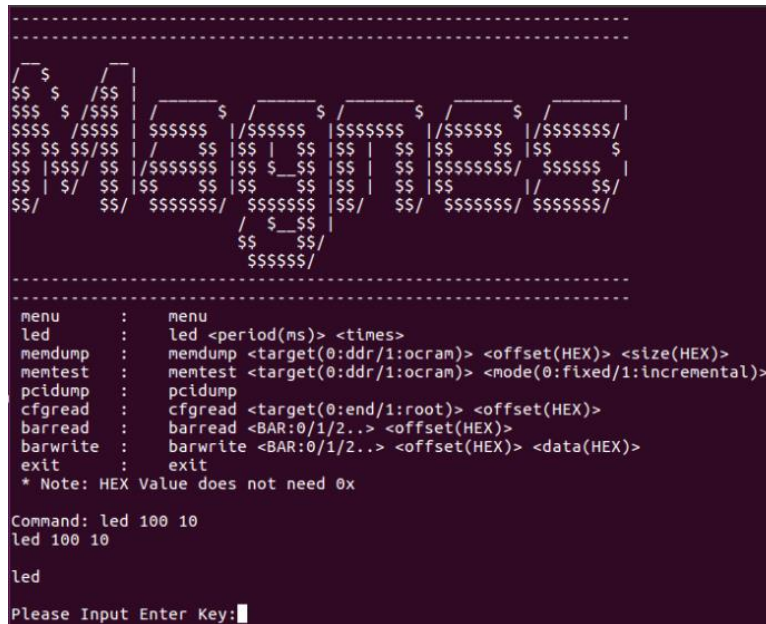 Magnes
menu : menu
led : led <period(ms)> <times>
memdump : memdump <target(0:ddr/1:ocram)> <offset(HEX)> <size(HEX)>
memtest : memtest <target(0:ddr/1:ocram)> <mode(0:fixed/1:incremental)>
pcidump : pcidump
cfgread : cfgread <target(0:end/1:root)> <offset(HEX)>
barread : barread <BAR:0/1/2..> <offset(HEX)>
barwrite : barwrite <BAR:0/1/2..> <offset(HEX)> <data(HEX)>
exit : exit
* Note: HEX Value does not need 0x
Command: led 100 10
led 100 10
led
Please Input Enter Key: